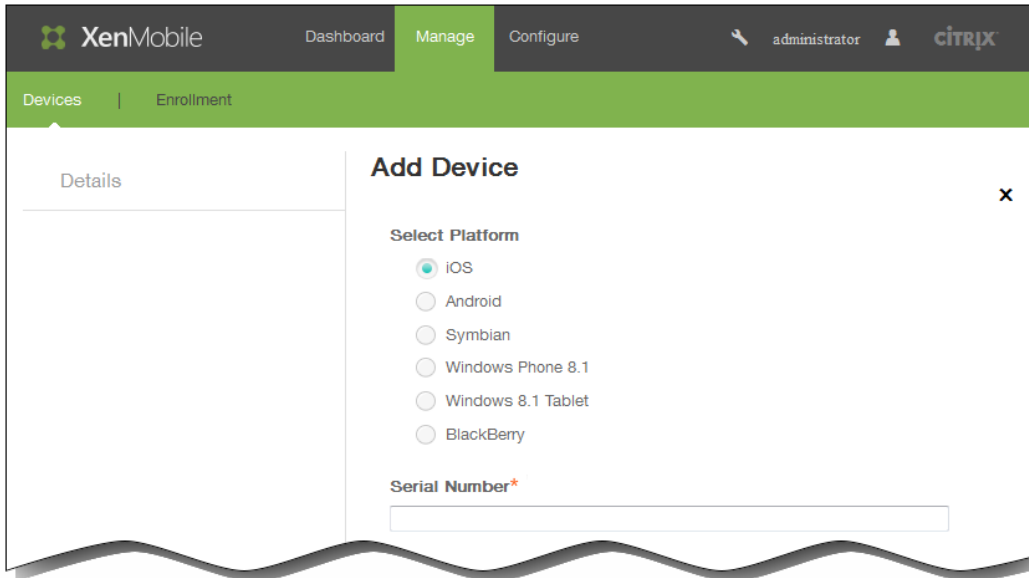 XenMobile Dashboard Manage Configure administrator CITRIX
Devices | Enrollment
Details
Add Device
Select Platform
iOS
Android
Symbian
Windows Phone 8.1
Windows 8.1 Tablet
BlackBerry
Serial Number*